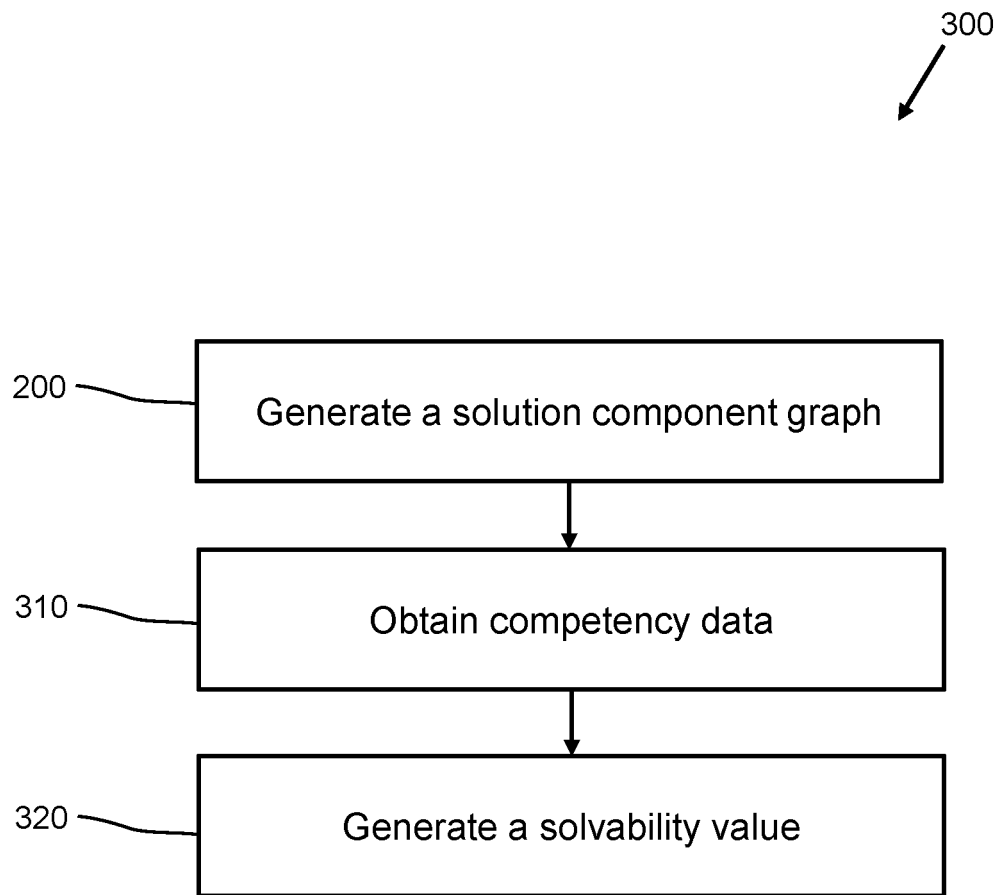 300
200
Generate a solution component graph
310
Obtain competency data
320
Generate a solvability value